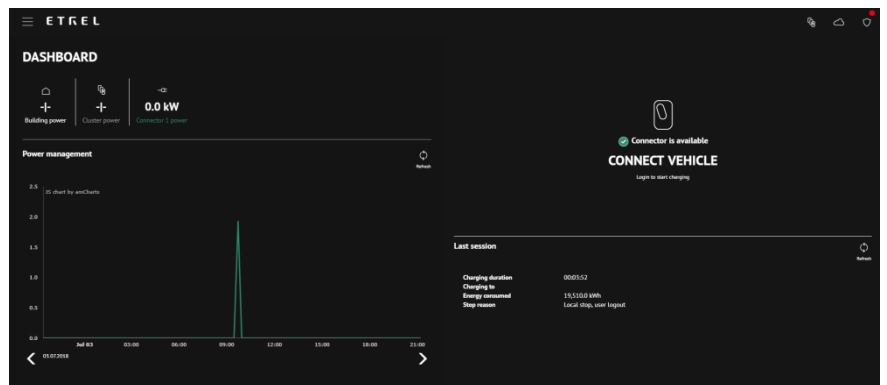 ETREL
DASHBOARD
-|-
Building power
-|-
Cluster power
0.0 kW
Connector 1 power
Power management
Refresh
JS chart by amCharts
2.5
2.0
1.5
1.0
0.5
0.0
Jul 03
03:00
06:00
09:00
12:00
15:00
18:00
21:00
03.07.2018
Connector is available
CONNECT VEHICLE
Login to start charging
Last session
Refresh
Charging duration 00:03:52
Charging to
Energy consumed 19,510.0 kWh
Stop reason Local stop, user logout